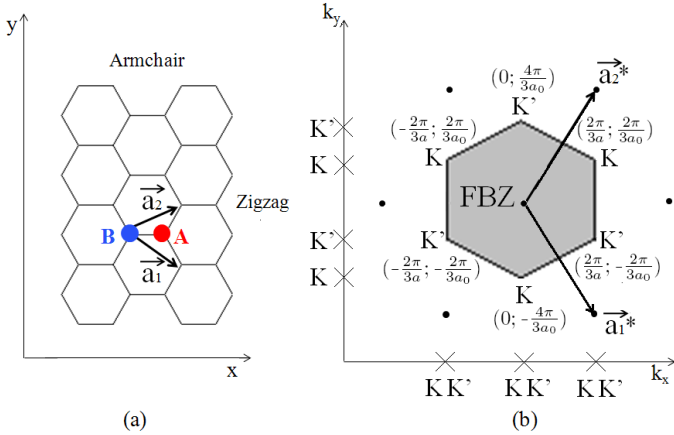 y
Armchair
a₂
Zigzag
B
A
a₁
x
(a)
k_y
(0; 4π/3a₀)
a₂*
K'
(-2π/3a; 2π/3a₀)
(2π/3a; 2π/3a₀)
K'
K
K
K
FBZ
K'
K'
K'
(-2π/3a; -2π/3a₀)
(2π/3a; -2π/3a₀)
K
K
(0; -4π/3a₀)
a₁*
K K' K K' K K'
k_x
(b)